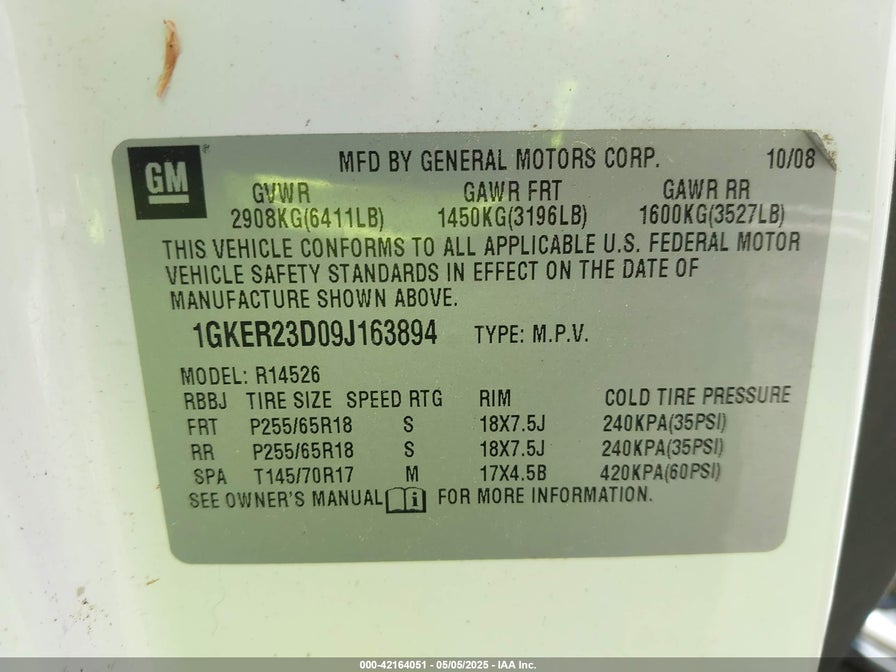 GM ® MFD BY GENERAL MOTORS CORP. 10/08
GVWR GAWR FRT GAWR RR
2908KG(6411LB) 1450KG(3196LB) 1600KG(3527LB)
THIS VEHICLE CONFORMS TO ALL APPLICABLE U.S. FEDERAL MOTOR
VEHICLE SAFETY STANDARDS IN EFFECT ON THE DATE OF
MANUFACTURE SHOWN ABOVE.
1GKER23D09J163894 TYPE: M.P.V.
MODEL: R14526
RBBJ TIRE SIZE SPEED RTG RIM COLD TIRE PRESSURE
FRT P255/65R18 S 18X7.5J 240KPA(35PSI)
RR P255/65R18 S 18X7.5J 240KPA(35PSI)
SPA T145/70R17 M 17X4.5B 420KPA(60PSI)
SEE OWNER'S MANUAL FOR MORE INFORMATION.
000-42164051 - 05/05/2025 - IAA Inc.